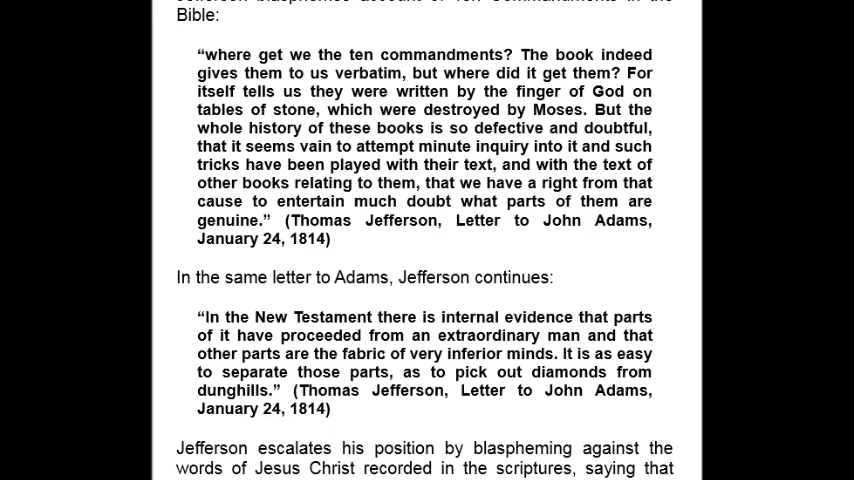 Jefferson blasphemes account of Ten Commandments in the
Bible:
“where get we the ten commandments? The book indeed
gives them to us verbatim, but where did it get them? For
itself tells us they were written by the finger of God on
tables of stone, which were destroyed by Moses. But the
whole history of these books is so defective and doubtful,
that it seems vain to attempt minute inquiry into it and such
tricks have been played with their text, and with the text of
other books relating to them, that we have a right from that
cause to entertain much doubt what parts of them are
genuine.” (Thomas Jefferson, Letter to John Adams,
January 24, 1814)
In the same letter to Adams, Jefferson continues:
“In the New Testament there is internal evidence that parts
of it have proceeded from an extraordinary man and that
other parts are the fabric of very inferior minds. It is as easy
to separate those parts, as to pick out diamonds from
dunghills.” (Thomas Jefferson, Letter to John Adams,
January 24, 1814)
Jefferson escalates his position by blaspheming against the
words of Jesus Christ recorded in the scriptures, saying that